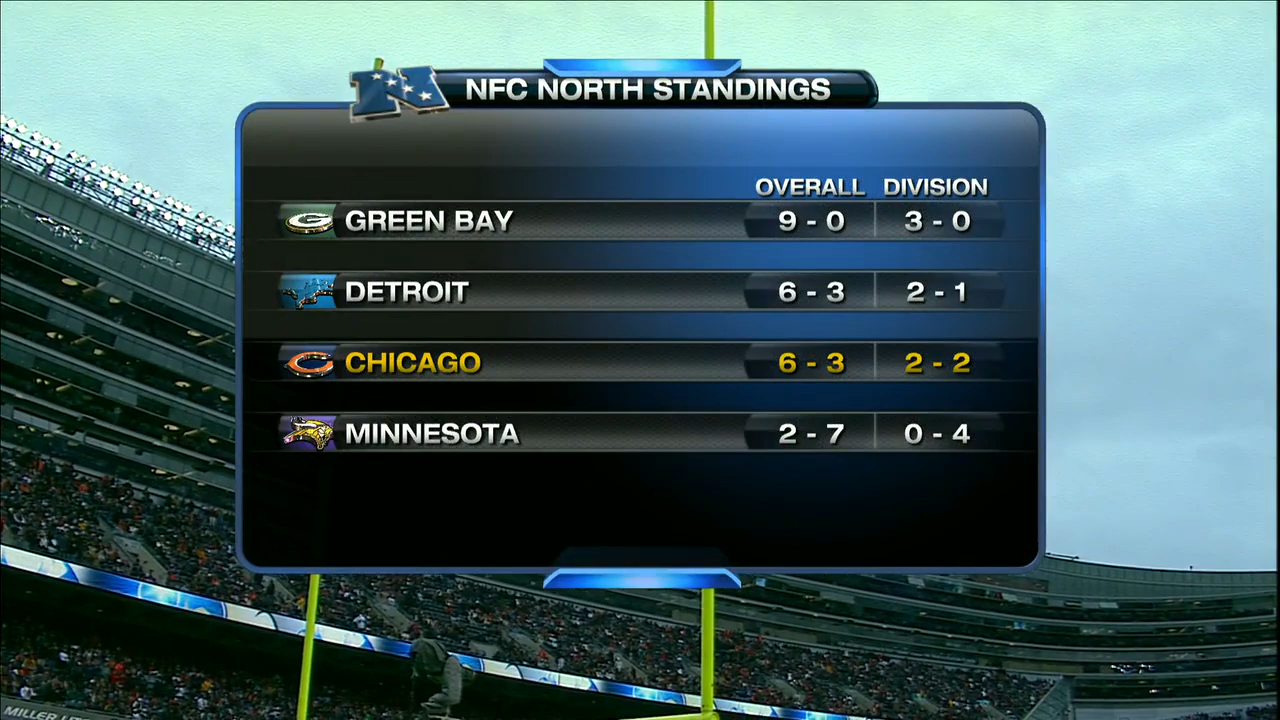 NFC NORTH STANDINGS
OVERALL DIVISION
GREEN BAY 9 - 0 3 - 0
DETROIT 6 - 3 2 - 1
CHICAGO 6 - 3 2 - 2
MINNESOTA 2 - 7 0 - 4
MILLER